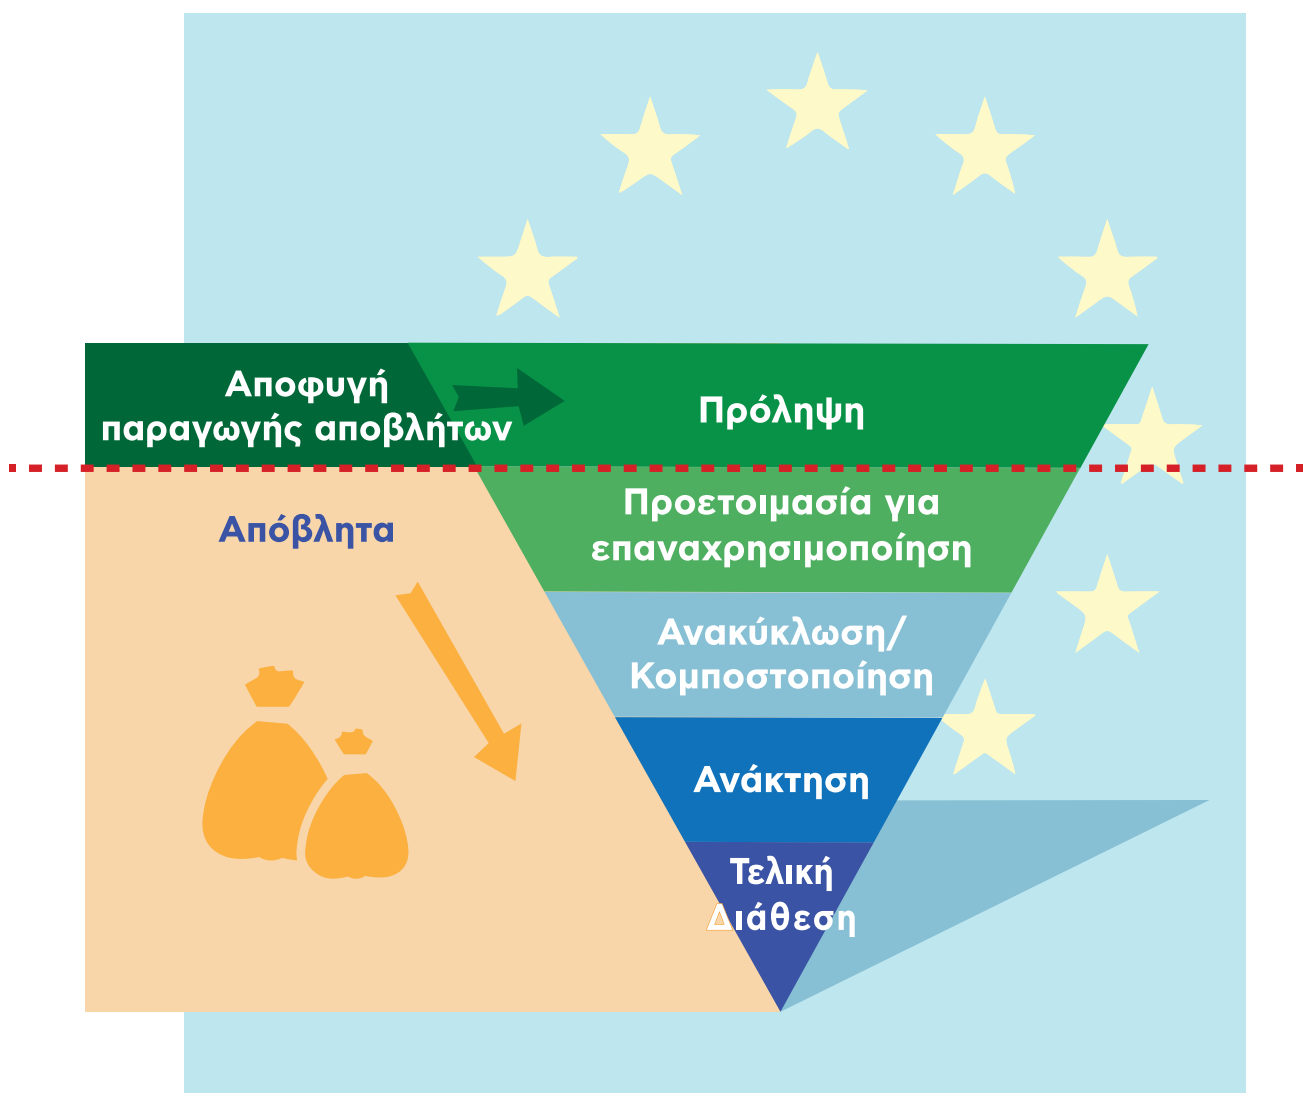 Αποφυγή
παραγωγής αποβλήτων
Πρόληψη
Απόβλητα
Προετοιμασία για
επαναχρησιμοποίηση
Ανακύκλωση/
Κομποστοποίηση
Ανάκτηση
Τελική
Διάθεση